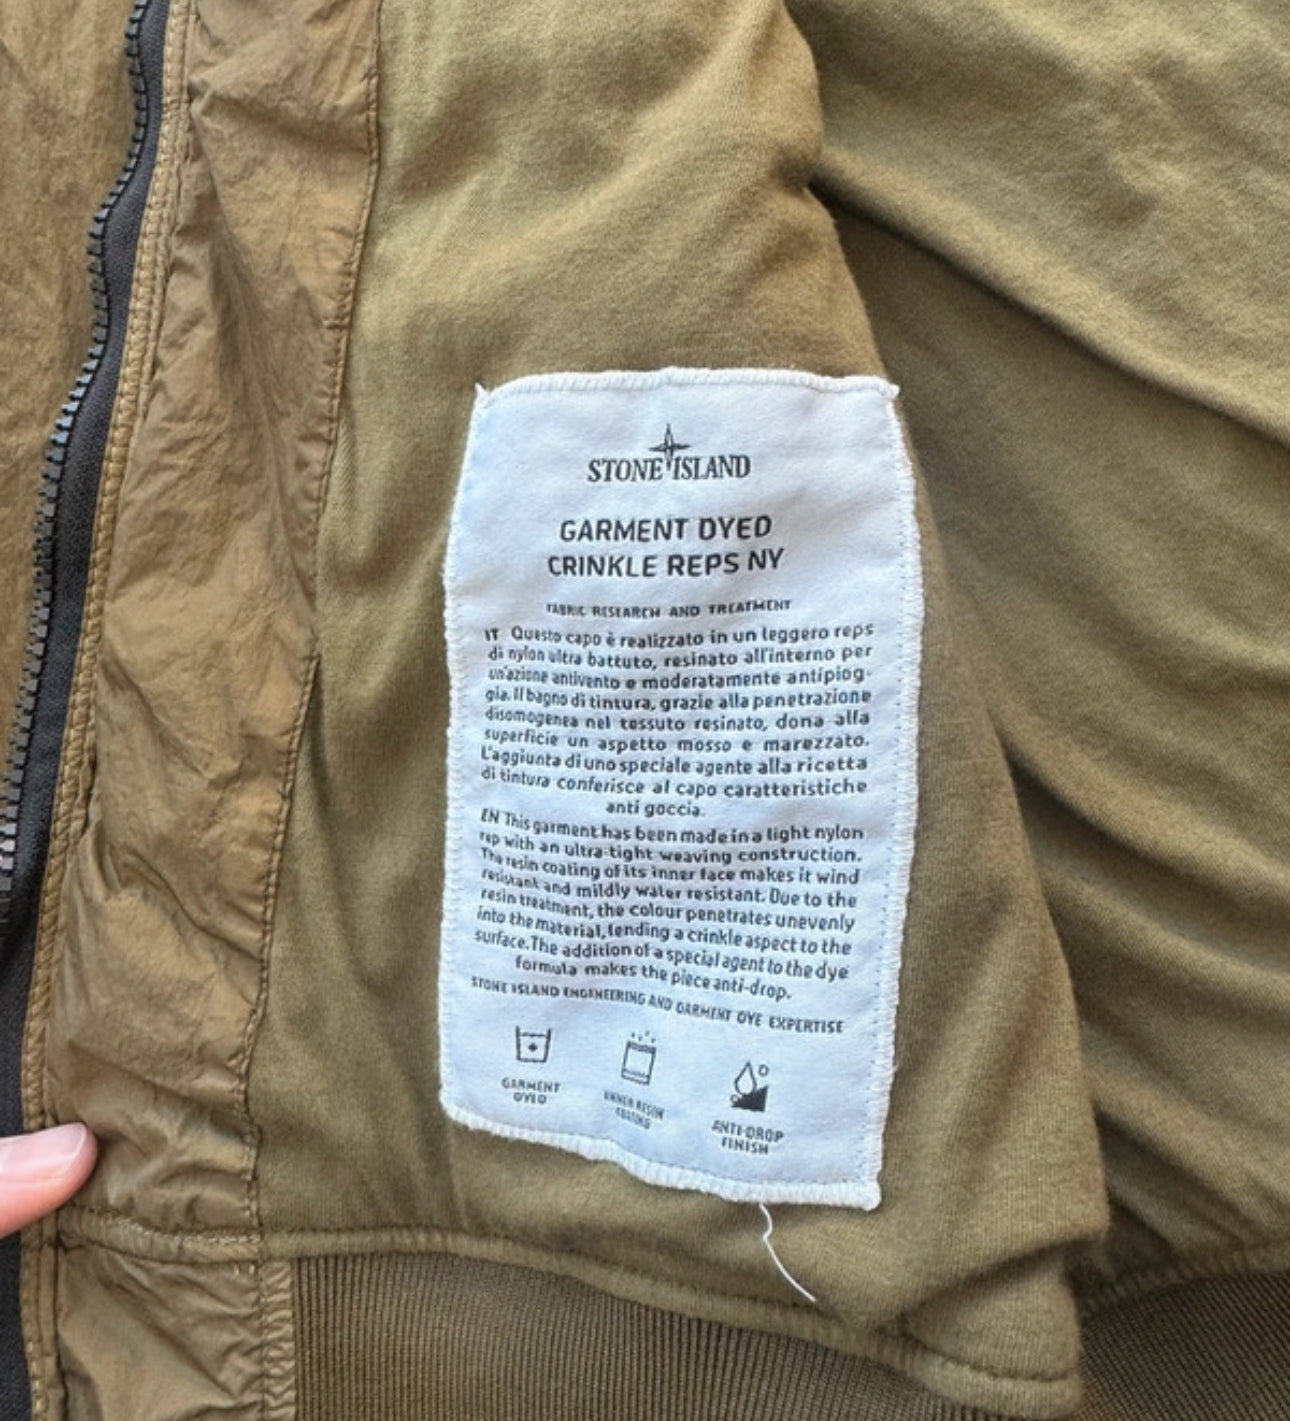 STONE ISLAND
GARMENT DYED
CRINKLE REPS NY
FABRIC RESEARCH AND TREATMENT
IT Questo capo è realizzato in un leggero reps
di nylon ultra battuto, resinato all'interno per
un'azione antivento e moderatamente antipiog-
gia. Il bagno di tintura, grazie alla penetrazione
disomogenea nel tessuto resinato, dona alla
superficie un aspetto mosso e marezzato.
L'aggiunta di uno speciale agente alla ricetta
di tintura conferisce al capo caratteristiche
anti goccia.
EN This garment has been made in a light nylon
rep with an ultra-tight weaving construction.
The resin coating of its inner face makes it wind
resistant and mildly water resistant. Due to the
resin treatment, the colour penetrates unevenly
into the material, lending a crinkle aspect to the
surface. The addition of a special agent to the dye
formula makes the piece anti-drop.
STONE ISLAND ENGINEERING AND GARMENT DYE EXPERTISE
GARMENT
DYED
INNER RESIN
COATING
ANTI-DROP
FINISH